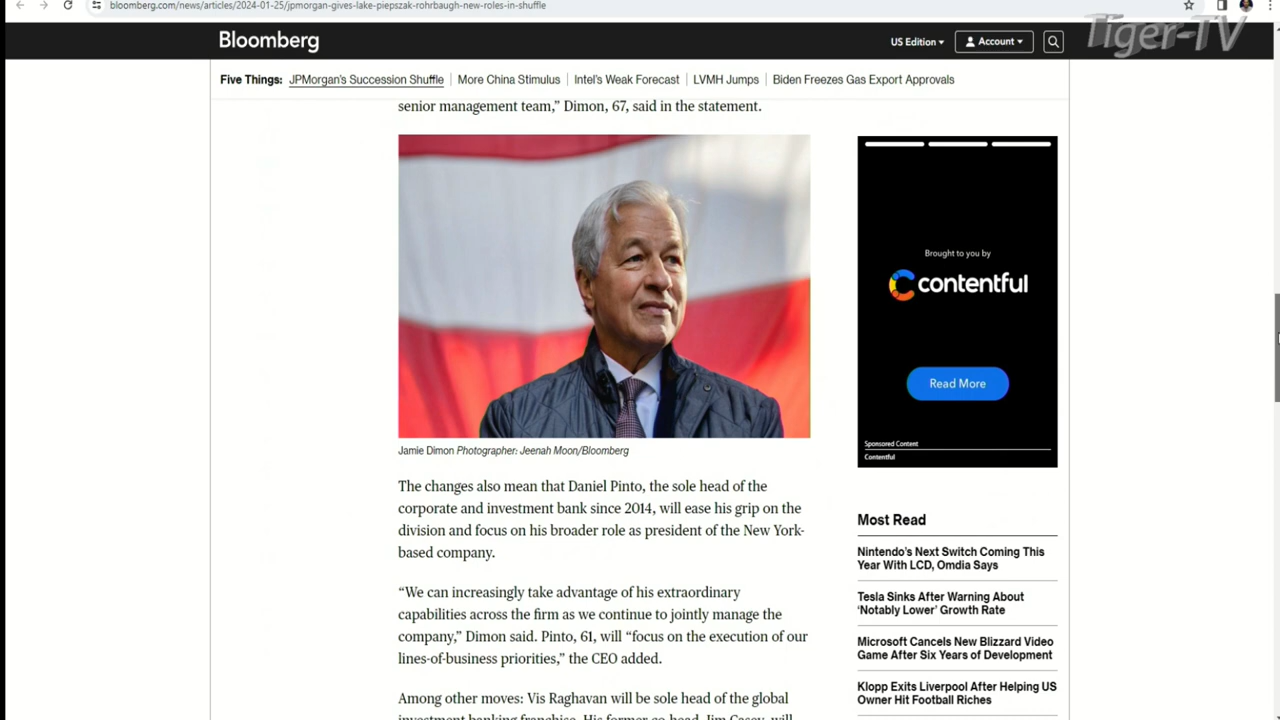 bloomberg.com/news/articles/2024-01-25/jpmorgan-gives-lake-piepszak-rohrbaugh-new-roles-in-shuffle
Tiger-TV
Bloomberg
US Edition
Account
Five Things: JPMorgan's Succession Shuffle | More China Stimulus | Intel's Weak Forecast | LVMH Jumps | Biden Freezes Gas Export Approvals
senior management team,” Dimon, 67, said in the statement.
Jamie Dimon Photographer: Jeenah Moon/Bloomberg
The changes also mean that Daniel Pinto, the sole head of the
corporate and investment bank since 2014, will ease his grip on the
division and focus on his broader role as president of the New York-
based company.
“We can increasingly take advantage of his extraordinary
capabilities across the firm as we continue to jointly manage the
company,” Dimon said. Pinto, 61, will “focus on the execution of our
lines-of-business priorities,” the CEO added.
Among other moves: Vis Raghavan will be sole head of the global
investment banking franchise. His former co-head, Jim Casey, will
Brought to you by
contentful
Read More
Sponsored Content
Contentful
Most Read
Nintendo's Next Switch Coming This
Year With LCD, Omdia Says
Tesla Sinks After Warning About
‘Notably Lower’ Growth Rate
Microsoft Cancels New Blizzard Video
Game After Six Years of Development
Klopp Exits Liverpool After Helping US
Owner Hit Football Riches